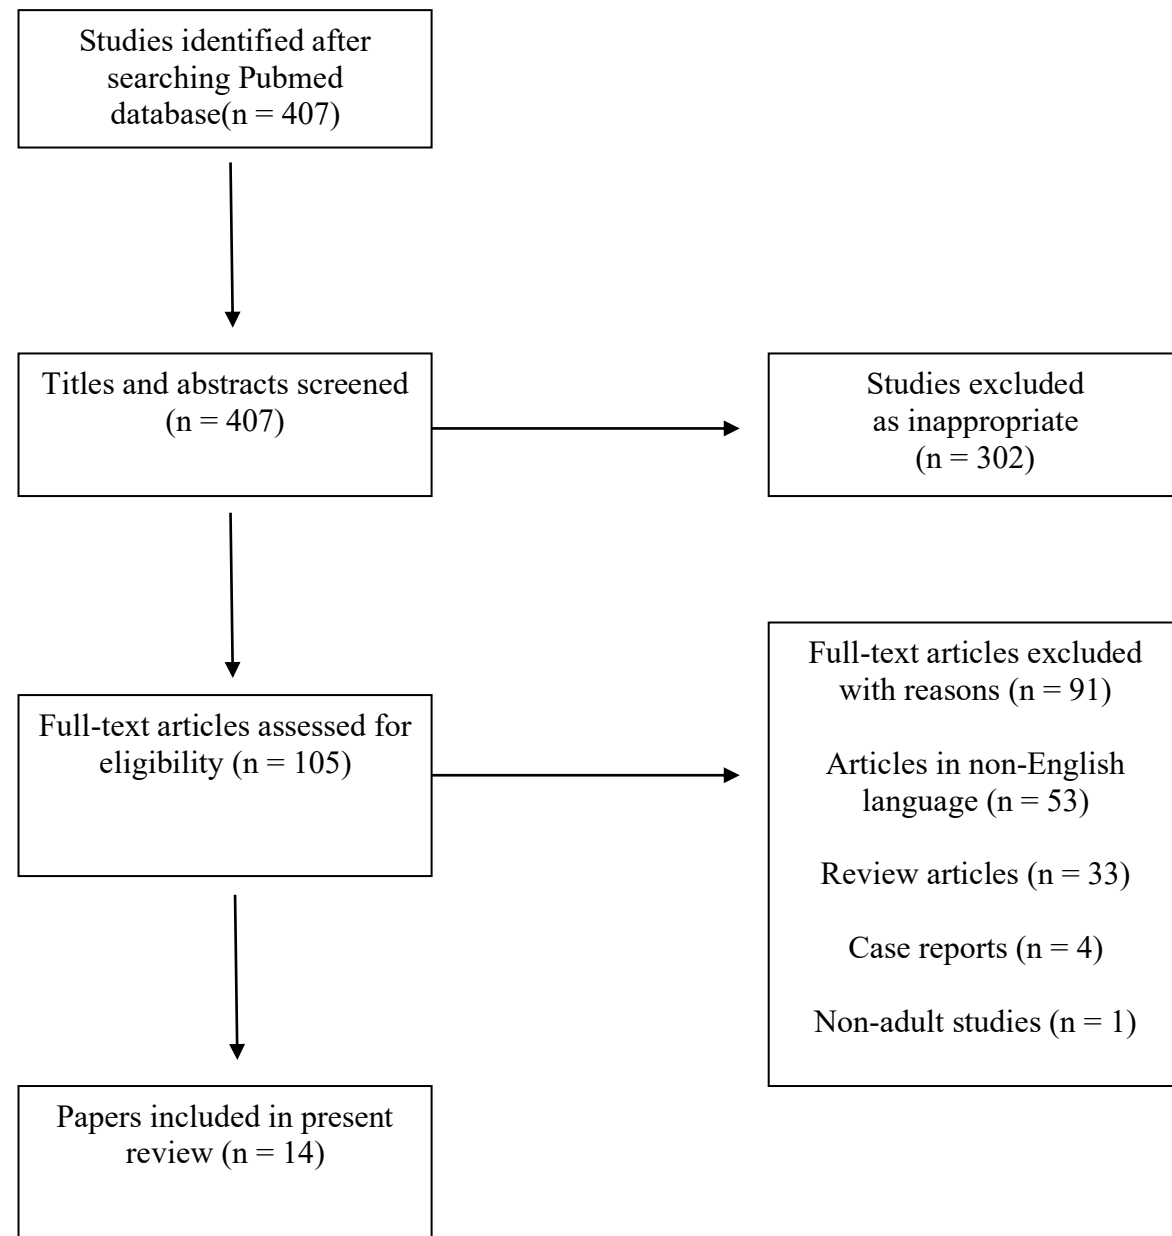 Studies identified after
searching Pubmed
database(n = 407)
Titles and abstracts screened
(n = 407)
Studies excluded
as inappropriate
(n = 302)
Full-text articles assessed for
eligibility (n = 105)
Full-text articles excluded
with reasons (n = 91)
Articles in non-English
language (n = 53)
Review articles (n = 33)
Case reports (n = 4)
Non-adult studies (n = 1)
Papers included in present
review (n = 14)